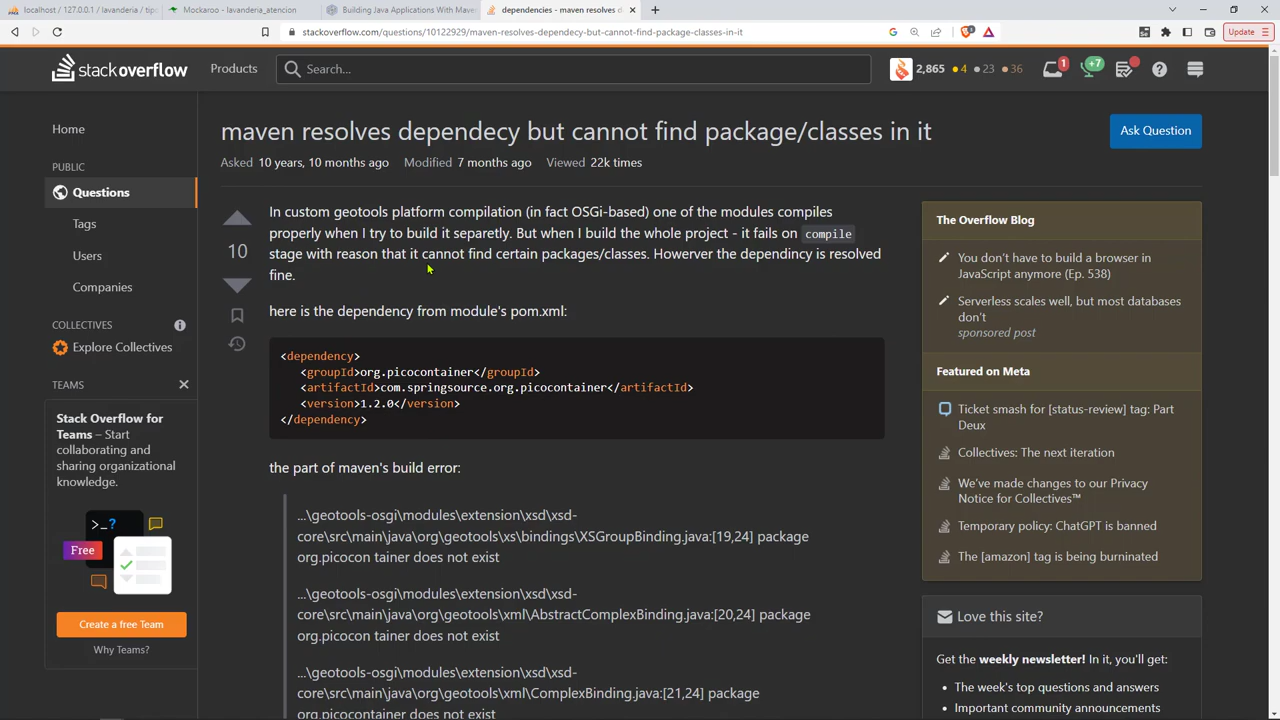 localhost / 127.0.0.1 / lavanderia / tip
Mockaroo - lavanderia_atencion
Building Java Applications With Mave
dependencies - maven resolves d
stackoverflow.com/questions/10122929/maven-resolves-dependecy-but-cannot-find-package-classes-in-it
Update
stackoverflow
Products
Search...
2,865 4 23 36
1
+7
Home
PUBLIC
Questions
Tags
Users
Companies
COLLECTIVES
Explore Collectives
TEAMS
Stack Overflow for
Teams – Start
collaborating and
sharing organizational
knowledge.
>_?
Free
Create a free Team
Why Teams?
maven resolves dependecy but cannot find package/classes in it
Ask Question
Asked 10 years, 10 months ago Modified 7 months ago Viewed 22k times
10
In custom geotools platform compilation (in fact OSGi-based) one of the modules compiles
properly when I try to build it separetly. But when I build the whole project - it fails on compile
stage with reason that it cannot find certain packages/classes. Howerver the dependincy is resolved
fine.
here is the dependency from module's pom.xml:
<dependency>
<groupId>org.picocontainer</groupId>
<artifactId>com.springsource.org.picocontainer</artifactId>
<version>1.2.0</version>
</dependency>
the part of maven's build error:
...\geotools-osgi\modules\extension\xsd\xsd-
core\src\main\java\org\geotools\xs\bindings\XSGroupBinding.java:[19,24] package
org.picocon tainer does not exist
...\geotools-osgi\modules\extension\xsd\xsd-
core\src\main\java\org\geotools\xml\AbstractComplexBinding.java:[20,24] package
org.picocon tainer does not exist
...\geotools-osgi\modules\extension\xsd\xsd-
core\src\main\java\org\geotools\xml\ComplexBinding.java:[21,24] package
org.picocon tainer does not exist
The Overflow Blog
You don't have to build a browser in
JavaScript anymore (Ep. 538)
Serverless scales well, but most databases
don't
sponsored post
Featured on Meta
Ticket smash for [status-review] tag: Part
Deux
Collectives: The next iteration
We've made changes to our Privacy
Notice for Collectives™
Temporary policy: ChatGPT is banned
The [amazon] tag is being burninated
Love this site?
Get the weekly newsletter! In it, you'll get:
The week's top questions and answers
Important community announcements